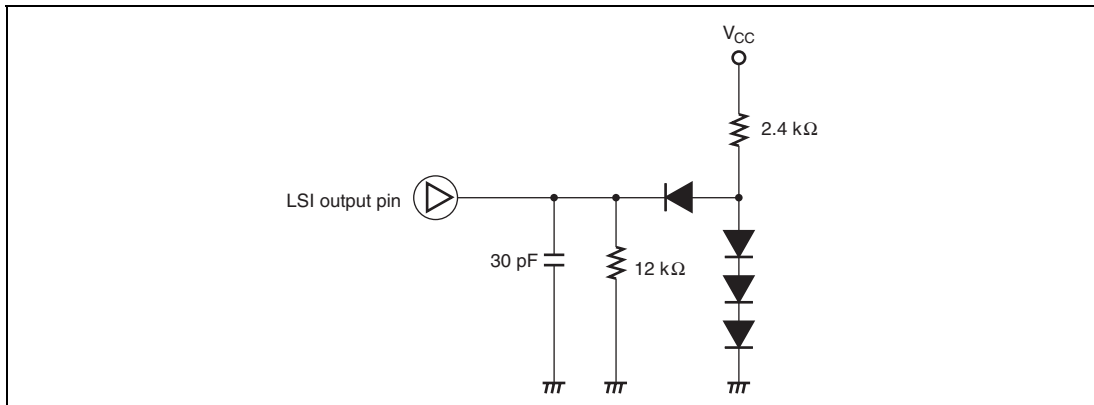 VCC
2.4 kΩ
LSI output pin
30 pF
12 kΩ